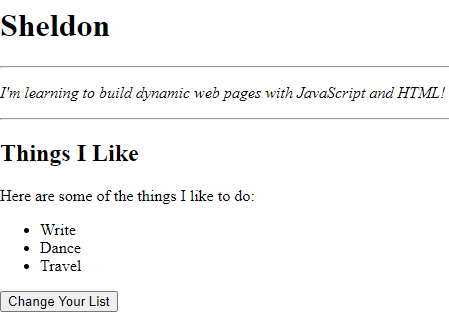 Sheldon
I'm learning to build dynamic web pages with JavaScript and HTML!
Things I Like
Here are some of the things I like to do:
Write
Dance
Travel
Change Your List